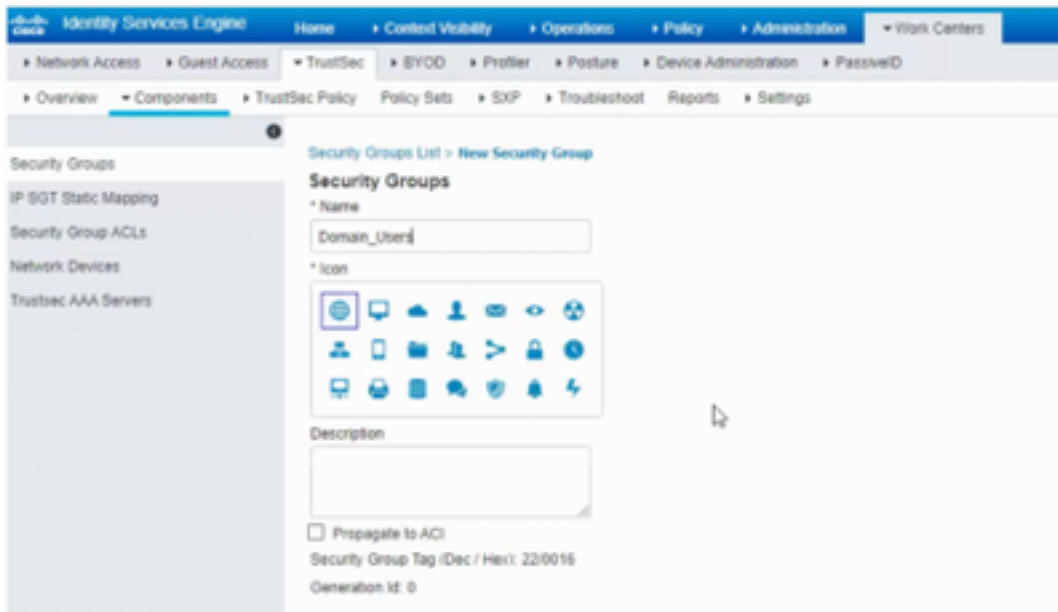 CISCO Identity Services Engine Home Context Visibility Operations Policy Administration Work Centers
Network Access Guest Access TrustSec BYOD Profiler Posture Device Administration PassiveID
Overview Components TrustSec Policy Policy Sets SXP Troubleshoot Reports Settings
Security Groups
IP SGT Static Mapping
Security Group ACLs
Network Devices
Trustsec AAA Servers
Security Groups List > New Security Group
Security Groups
* Name
Domain_Users
* Icon
Description
Propagate to ACI
Security Group Tag (Dec / Hex): 22/0016
Generation Id: 0